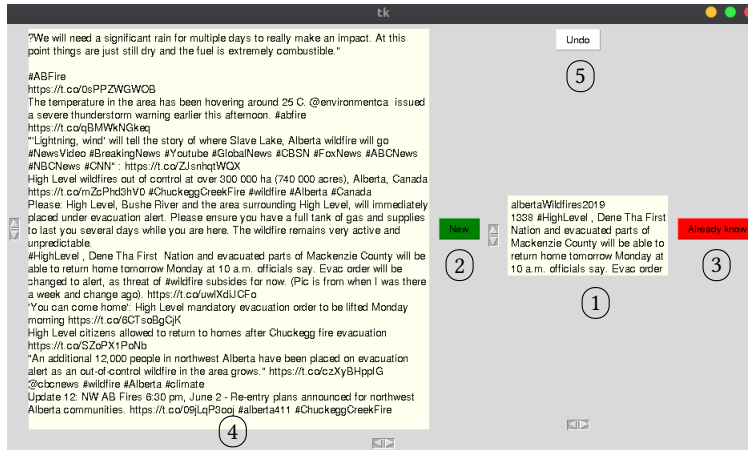 tk
?We will need a significant rain for multiple days to really make an impact. At this
point things are just still dry and the fuel is extremely combustible."
#ABFire
https://t.co/0sPPZWGWOB
The temperature in the area has been hovering around 25 C. @environmentca issued
a severe thunderstorm warning earlier this afternoon. #abfire
https://t.co/qBMWkNGkeq
"'Lightning, wind' will tell the story of where Slave Lake, Alberta wildfire will go
#NewsVideo #BreakingNews #Youtube #GlobalNews #CBSN #FoxNews #ABCNews
#NBCNews #CNN" : https://t.co/ZJsnhqtWQX
High Level wildfires out of control at over 300 000 ha (740 000 acres), Alberta, Canada
https://t.co/mZcPhd3hV0 #ChuckeggCreekFire #wildfire #Alberta #Canada
Please: High Level, Bushe River and the area surrounding High Level, will immediately
placed under evacuation alert. Please ensure you have a full tank of gas and supplies
to last you several days while you are here. The wildfire remains very active and
unpredictable.
#HighLevel , Dene Tha First  Nation and evacuated parts of Mackenzie County will be
able to return home tomorrow Monday at 10 a.m. officials say. Evac order will be
changed to alert, as threat of #wildfire subsides for now. (Pic is from when I was there
a week and change ago). https://t.co/uwlXdiJCFo
'You can come home': High Level mandatory evacuation order to be lifted Monday
morning https://t.co/6CTsoBgCjK
High Level citizens allowed to return to homes after Chuckegg fire evacuation
https://t.co/SZoPX1PoNb
"An additional 12,000 people in northwest Alberta have been placed on evacuation
alert as an out-of-control wildfire in the area grows." https://t.co/czXyBHppIG
@cbcnews #wildfire #Alberta #climate
Update 12: NW AB Fires 6:30 pm, June 2 - Re-entry plans announced for northwest
Alberta communities. https://t.co/09jLqP3ooj #alberta411 #ChuckeggCreekFire
4
New
2
Undo
5
albertaWildfires2019
1338 #HighLevel , Dene Tha First
Nation and evacuated parts of
Mackenzie County will be able to
return home tomorrow Monday at
10 a.m. officials say. Evac order
1
Already know
3